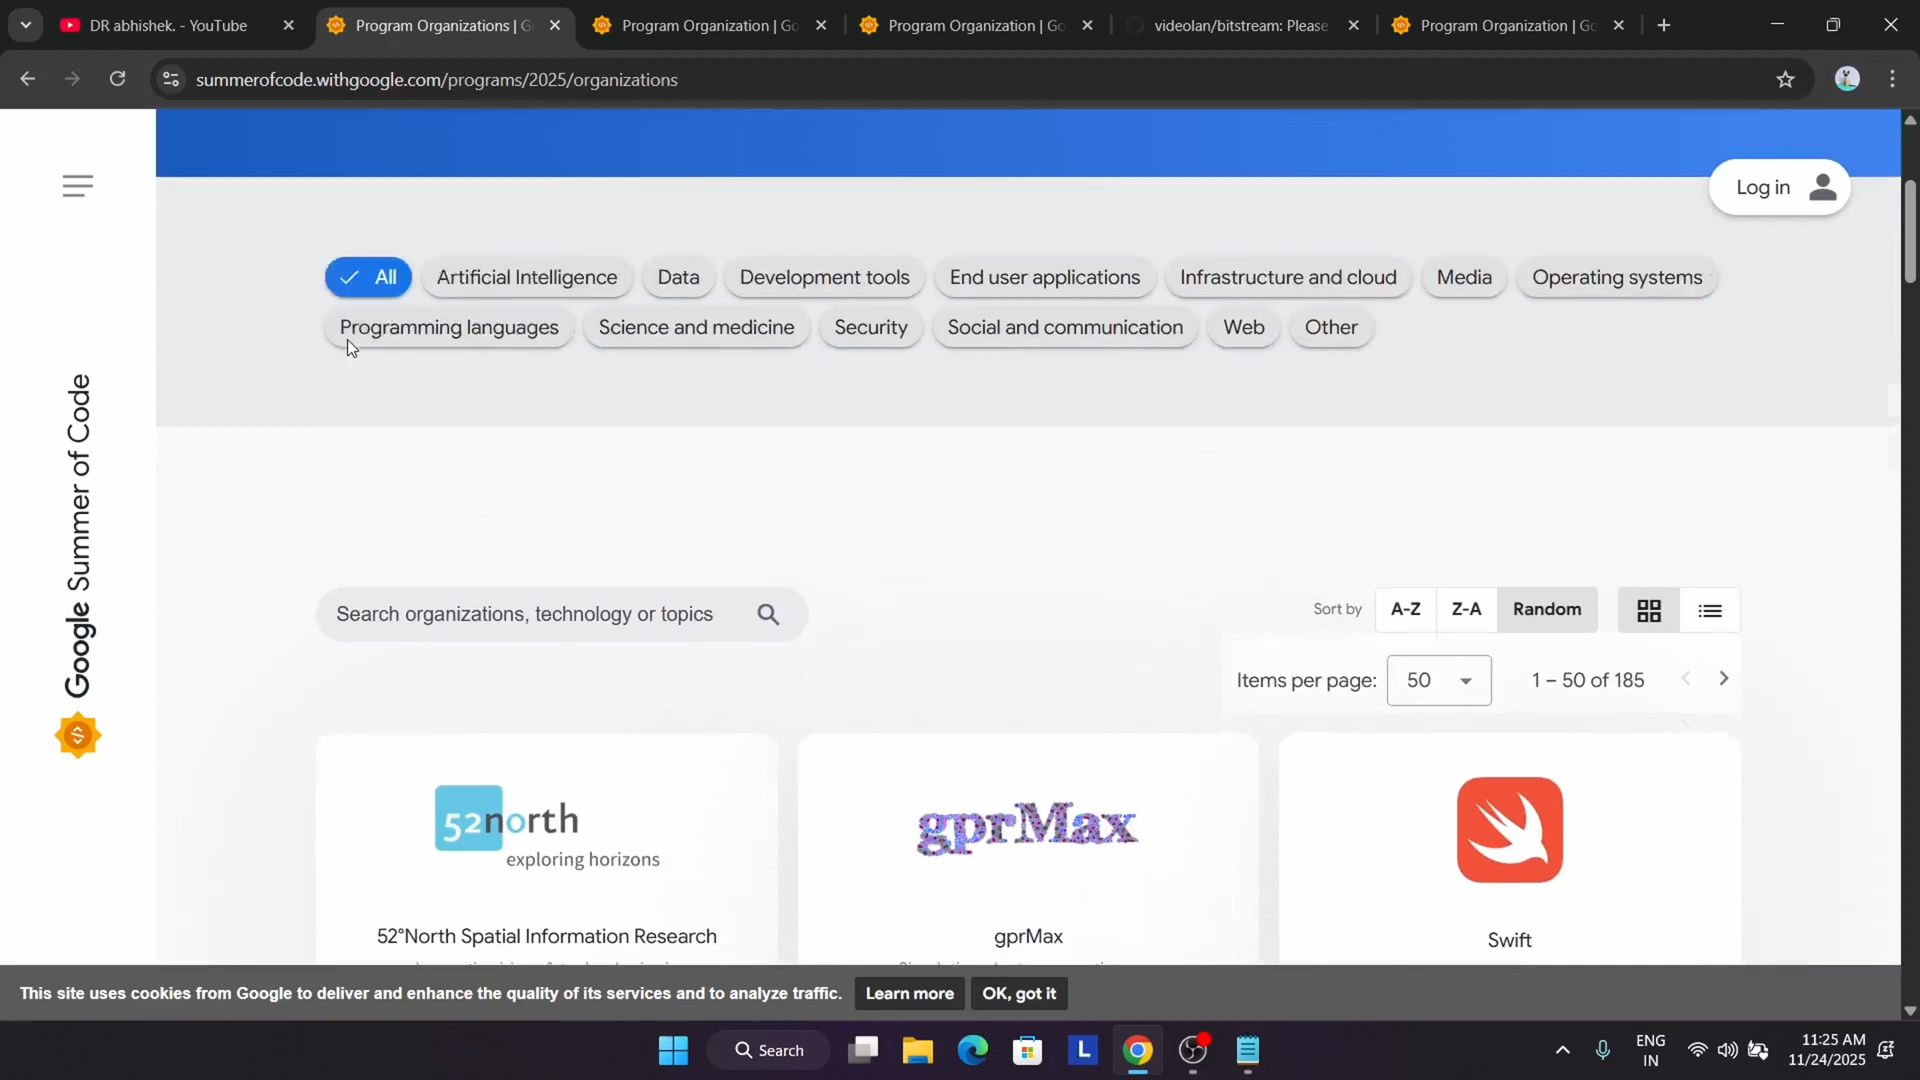 DR abhishek. - YouTube
Program Organizations | G
Program Organization | Go
Program Organization | Go
videolan/bitstream: Please
Program Organization | Go
summerofcode.withgoogle.com/programs/2025/organizations
Log in
All
Artificial Intelligence
Data
Development tools
End user applications
Infrastructure and cloud
Media
Operating systems
Programming languages
Science and medicine
Security
Social and communication
Web
Other
Google Summer of Code
Search organizations, technology or topics
Sort by
A-Z
Z-A
Random
Items per page:
50
1 – 50 of 185
52north
exploring horizons
gprMax
52°North Spatial Information Research
gprMax
Swift
This site uses cookies from Google to deliver and enhance the quality of its services and to analyze traffic.
Learn more
OK, got it
Search
L
ENG
IN
11:25 AM
11/24/2025